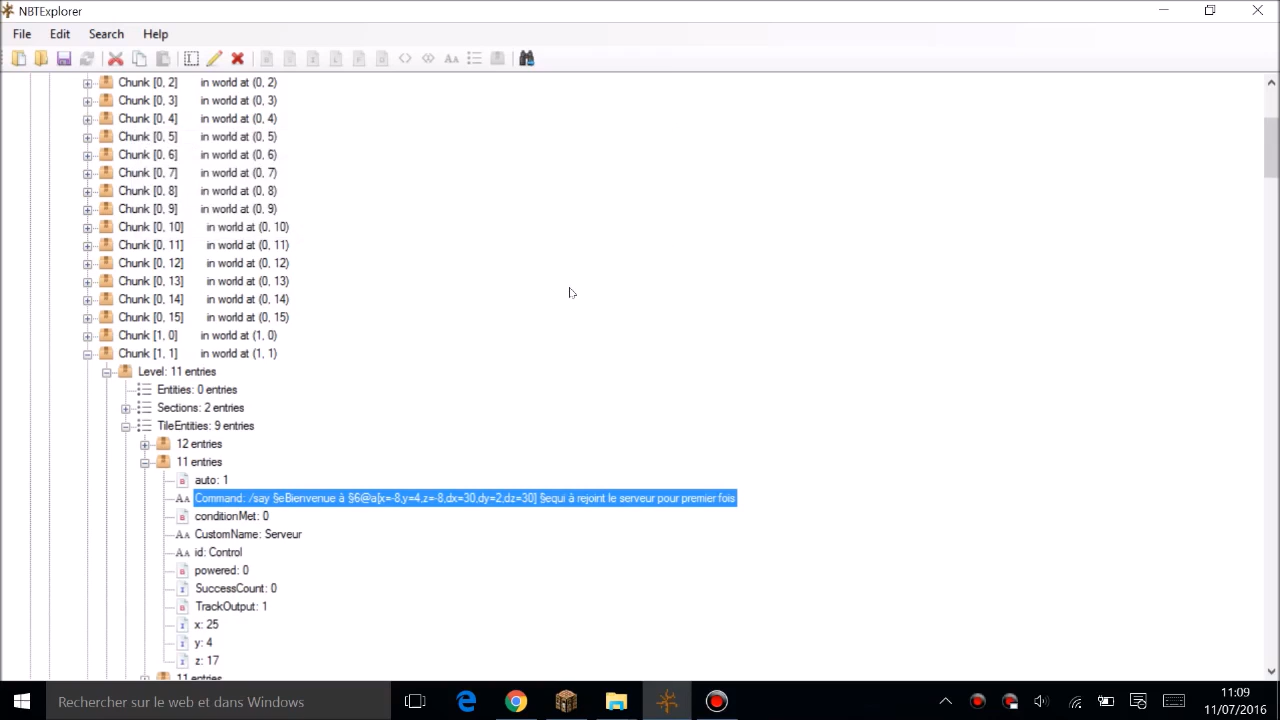 NBTExplorer
File Edit Search Help
Chunk [0, 2] in world at (0, 2)
Chunk [0, 3] in world at (0, 3)
Chunk [0, 4] in world at (0, 4)
Chunk [0, 5] in world at (0, 5)
Chunk [0, 6] in world at (0, 6)
Chunk [0, 7] in world at (0, 7)
Chunk [0, 8] in world at (0, 8)
Chunk [0, 9] in world at (0, 9)
Chunk [0, 10] in world at (0, 10)
Chunk [0, 11] in world at (0, 11)
Chunk [0, 12] in world at (0, 12)
Chunk [0, 13] in world at (0, 13)
Chunk [0, 14] in world at (0, 14)
Chunk [0, 15] in world at (0, 15)
Chunk [1, 0] in world at (1, 0)
Chunk [1, 1] in world at (1, 1)
Level: 11 entries
Entities: 0 entries
Sections: 2 entries
TileEntities: 9 entries
12 entries
11 entries
auto: 1
Command: /say §eBienvenue à §6@a[x=-8,y=4,z=-8,dx=30,dy=2,dz=30] §equi à rejoint le serveur pour premier fois
conditionMet: 0
CustomName: Serveur
id: Control
powered: 0
SuccessCount: 0
TrackOutput: 1
x: 25
y: 4
z: 17
11 entries
Rechercher sur le web et dans Windows
11:09
11/07/2016